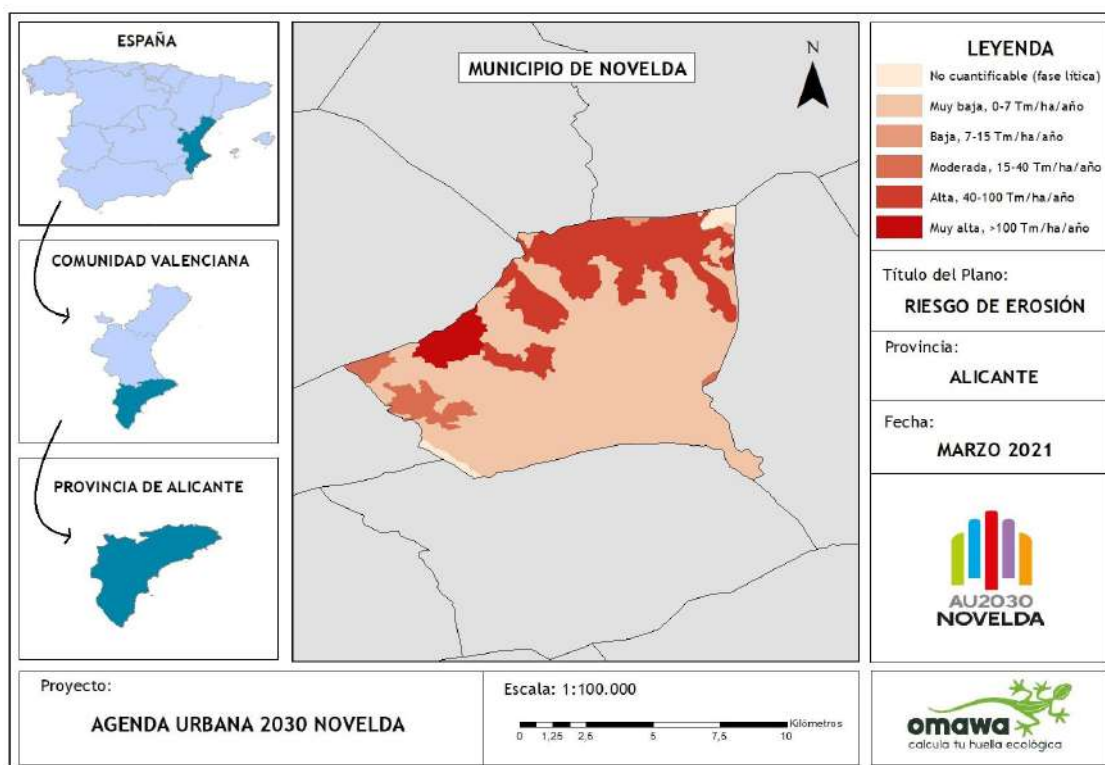 ESPAÑA
COMUNIDAD VALENCIANA
PROVINCIA DE ALICANTE
MUNICIPIO DE NOVELDA
N
LEYENDA
No cuantificable (fase lítica)
Muy baja, 0-7 Tm/ha/año
Baja, 7-15 Tm/ha/año
Moderada, 15-40 Tm/ha/año
Alta, 40-100 Tm/ha/año
Muy alta, >100 Tm/ha/año
Título del Plano:
RIESGO DE EROSIÓN
Provincia:
ALICANTE
Fecha:
MARZO 2021
AU2030
NOVELDA
Proyecto:
AGENDA URBANA 2030 NOVELDA
Escala: 1:100.000
Kilómetros
0 1,25 2,5 5 7,5 10
omawa
calcula tu huella ecológica